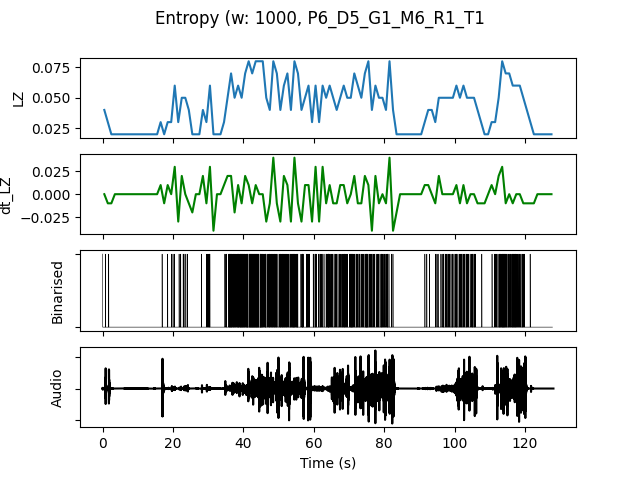 Entropy (w: 1000, P6_D5_G1_M6_R1_T1
0.075
0.050
0.025
LZ
0.025
0.000
−0.025
dt_LZ
Binarised
Audio
0 20 40 60 80 100 120
Time (s)